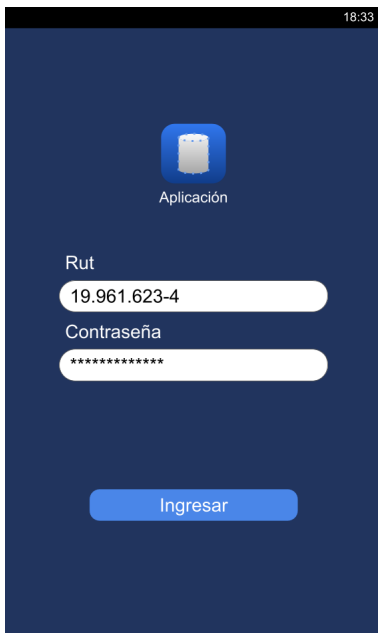 18:33
Aplicación
Rut
19.961.623-4
Contraseña
*************
Ingresar